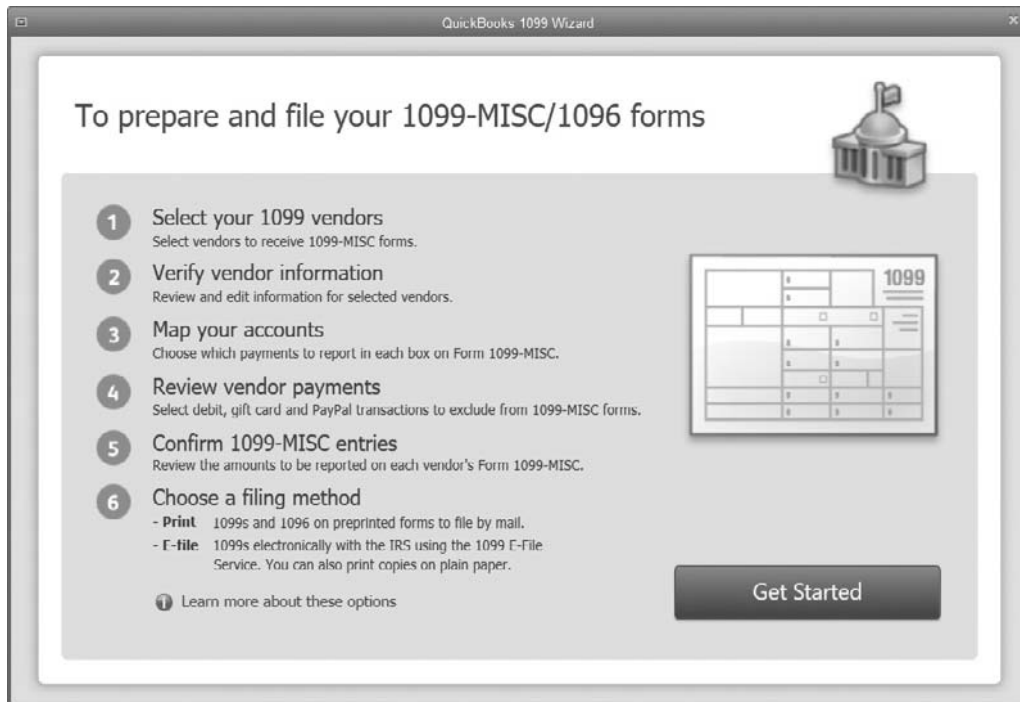 QuickBooks 1099 Wizard
To prepare and file your 1099-MISC/1096 forms
1 Select your 1099 vendors
Select vendors to receive 1099-MISC forms.
2 Verify vendor information
Review and edit information for selected vendors.
3 Map your accounts
Choose which payments to report in each box on Form 1099-MISC.
4 Review vendor payments
Select debit, gift card and PayPal transactions to exclude from 1099-MISC forms.
5 Confirm 1099-MISC entries
Review the amounts to be reported on each vendor's Form 1099-MISC.
6 Choose a filing method
- Print 1099s and 1096 on preprinted forms to file by mail.
- E-file 1099s electronically with the IRS using the 1099 E-File
Service. You can also print copies on plain paper.
Learn more about these options
1099
Get Started